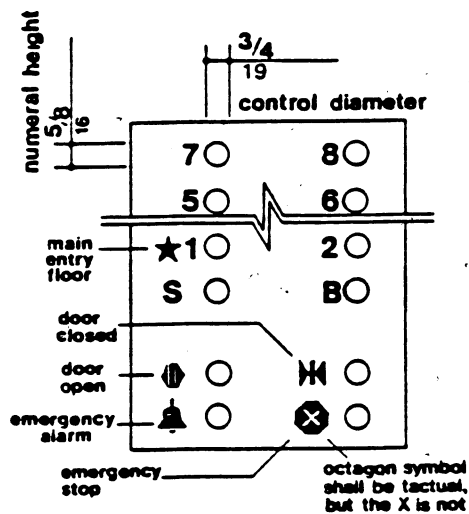 3/4
19
control diameter
numeral height
5/8
16
7 8
5 6
main
entry
floor
1 2
S B
door
closed
door
open
emergency
alarm
emergency
stop
octagon symbol
shall be tactual,
but the X is not